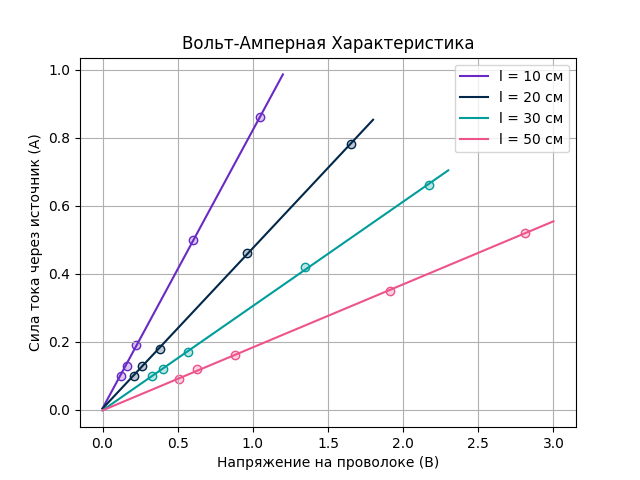 Вольт-Амперная Характеристика
l = 10 см
l = 20 см
l = 30 см
l = 50 см
Сила тока через источник (А)
1.0
0.8
0.6
0.4
0.2
0.0
0.0 0.5 1.0 1.5 2.0 2.5 3.0
Напряжение на проволоке (В)